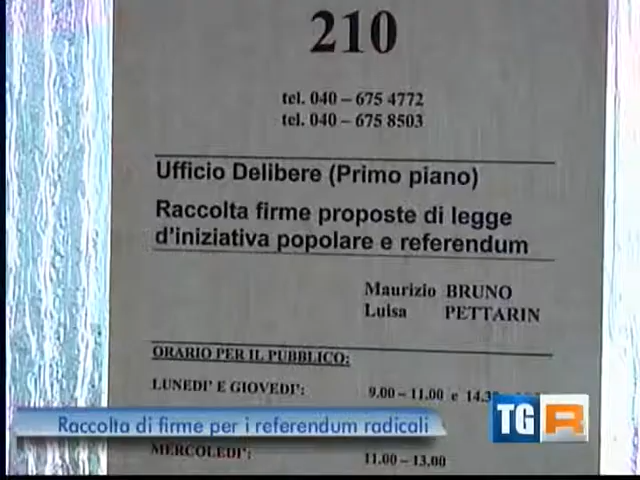 210
tel. 040 – 675 4772
tel. 040 – 675 8503
Ufficio Delibere (Primo piano)
Raccolta firme proposte di legge
d'iniziativa popolare e referendum
Maurizio BRUNO
Luisa PETTARIN
ORARIO PER IL PUBBLICO:
LUNEDI' E GIOVEDI': 9.00 – 11.00 e
Raccolta di firme per i referendum radicali
TGR
MERCOLEDI': 11.00 – 13.00